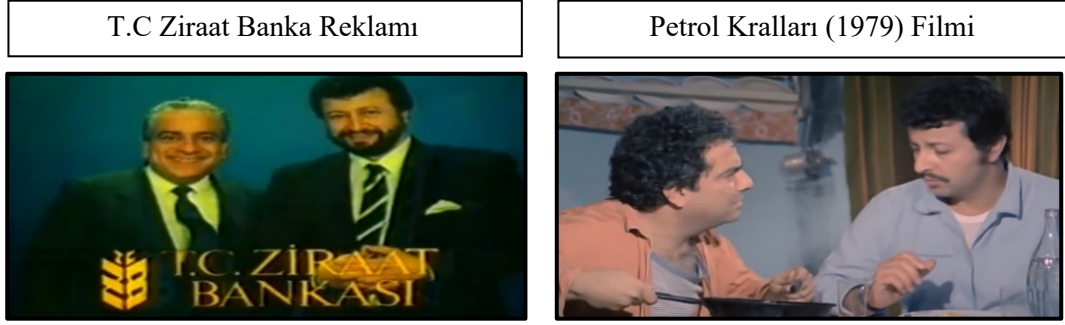 T.C Ziraat Banka Reklamı
Petrol Kralları (1979) Filmi
T.C. ZİRAAT
BANKASI